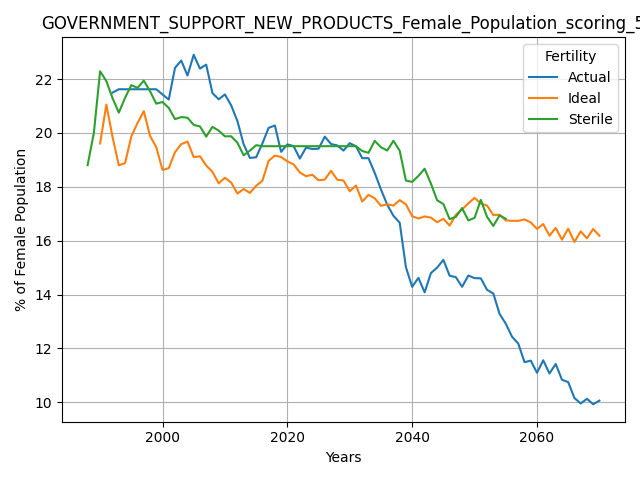 GOVERNMENT_SUPPORT_NEW_PRODUCTS_Female_Population_scoring_5
Fertility
Actual
Ideal
Sterile
% of Female Population
22
20
18
16
14
12
10
2000 2020 2040 2060
Years